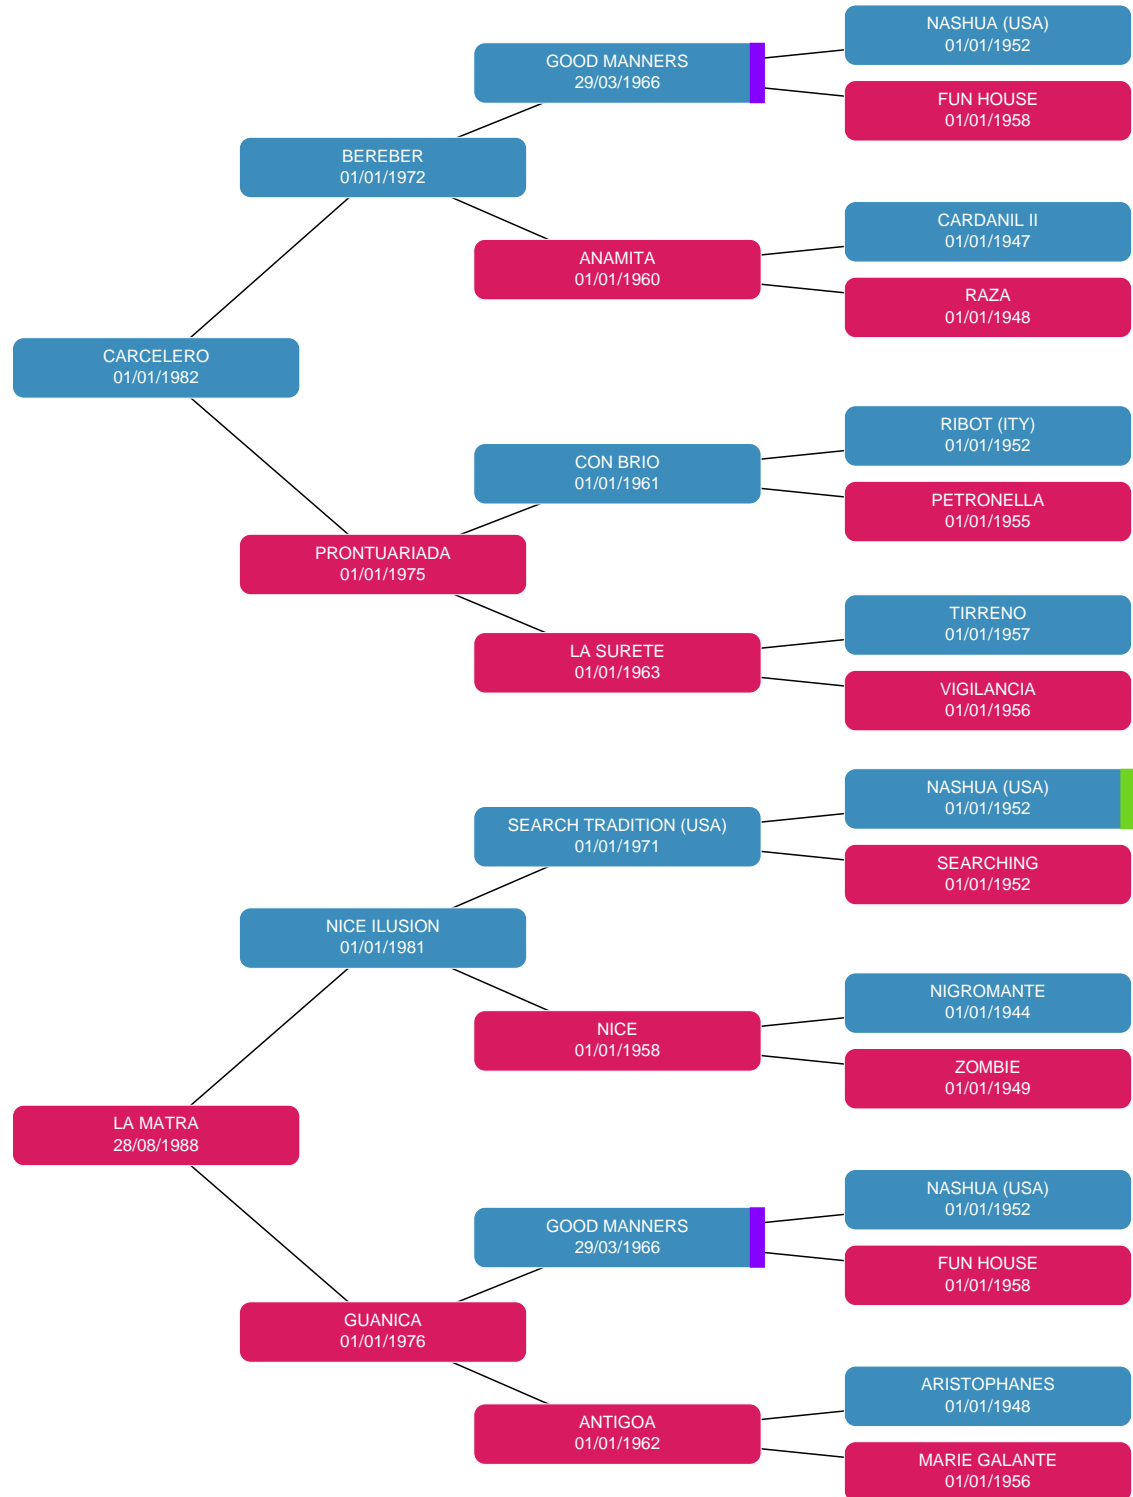 NASHUA (USA)
01/01/1952
GOOD MANNERS
29/03/1966
FUN HOUSE
01/01/1958
BEREBER
01/01/1972
CARDANIL II
01/01/1947
ANAMITA
01/01/1960
RAZA
01/01/1948
CARCELERO
01/01/1982
RIBOT (ITY)
01/01/1952
CON BRIO
01/01/1961
PETRONELLA
01/01/1955
PRONTUARIADA
01/01/1975
TIRRENO
01/01/1957
LA SURETE
01/01/1963
VIGILANCIA
01/01/1956
NASHUA (USA)
01/01/1952
SEARCH TRADITION (USA)
01/01/1971
SEARCHING
01/01/1952
NICE ILUSION
01/01/1981
NIGROMANTE
01/01/1944
NICE
01/01/1958
ZOMBIE
01/01/1949
LA MATRA
28/08/1988
NASHUA (USA)
01/01/1952
GOOD MANNERS
29/03/1966
FUN HOUSE
01/01/1958
GUANICA
01/01/1976
ARISTOPHANES
01/01/1948
ANTIGOA
01/01/1962
MARIE GALANTE
01/01/1956